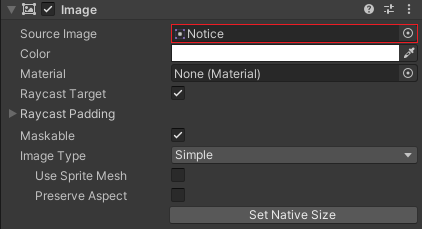 Image
Source Image Notice
Color
Material None (Material)
Raycast Target
Raycast Padding
Maskable
Image Type Simple
Use Sprite Mesh
Preserve Aspect
Set Native Size